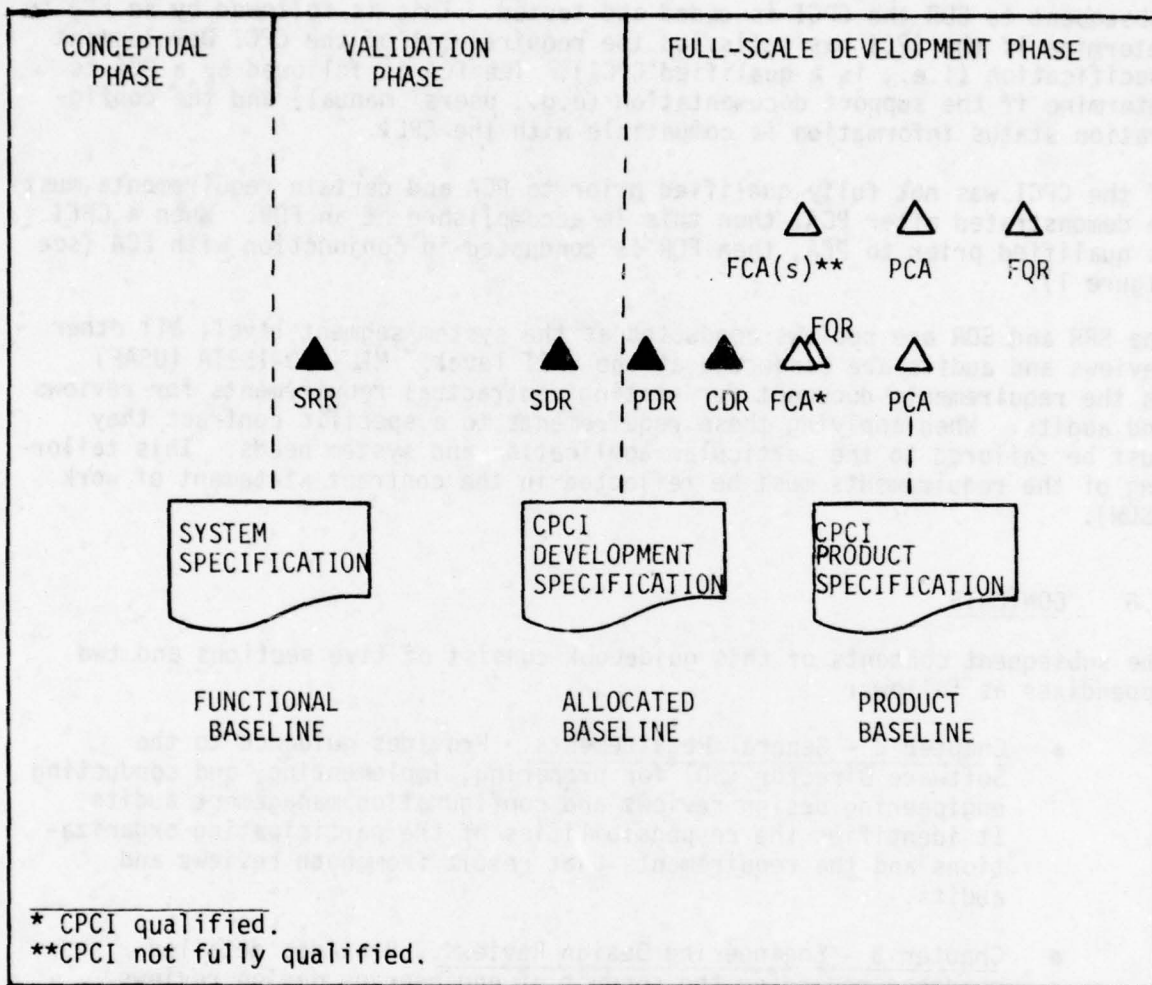 CONCEPTUAL PHASE
VALIDATION PHASE
FULL-SCALE DEVELOPMENT PHASE
FCA(s)** PCA FQR
FQR
SRR SDR PDR CDR FCA* PCA
SYSTEM
SPECIFICATION
CPCI
DEVELOPMENT
SPECIFICATION
CPCI
PRODUCT
SPECIFICATION
FUNCTIONAL
BASELINE
ALLOCATED
BASELINE
PRODUCT
BASELINE
* CPCI qualified.
**CPCI not fully qualified.